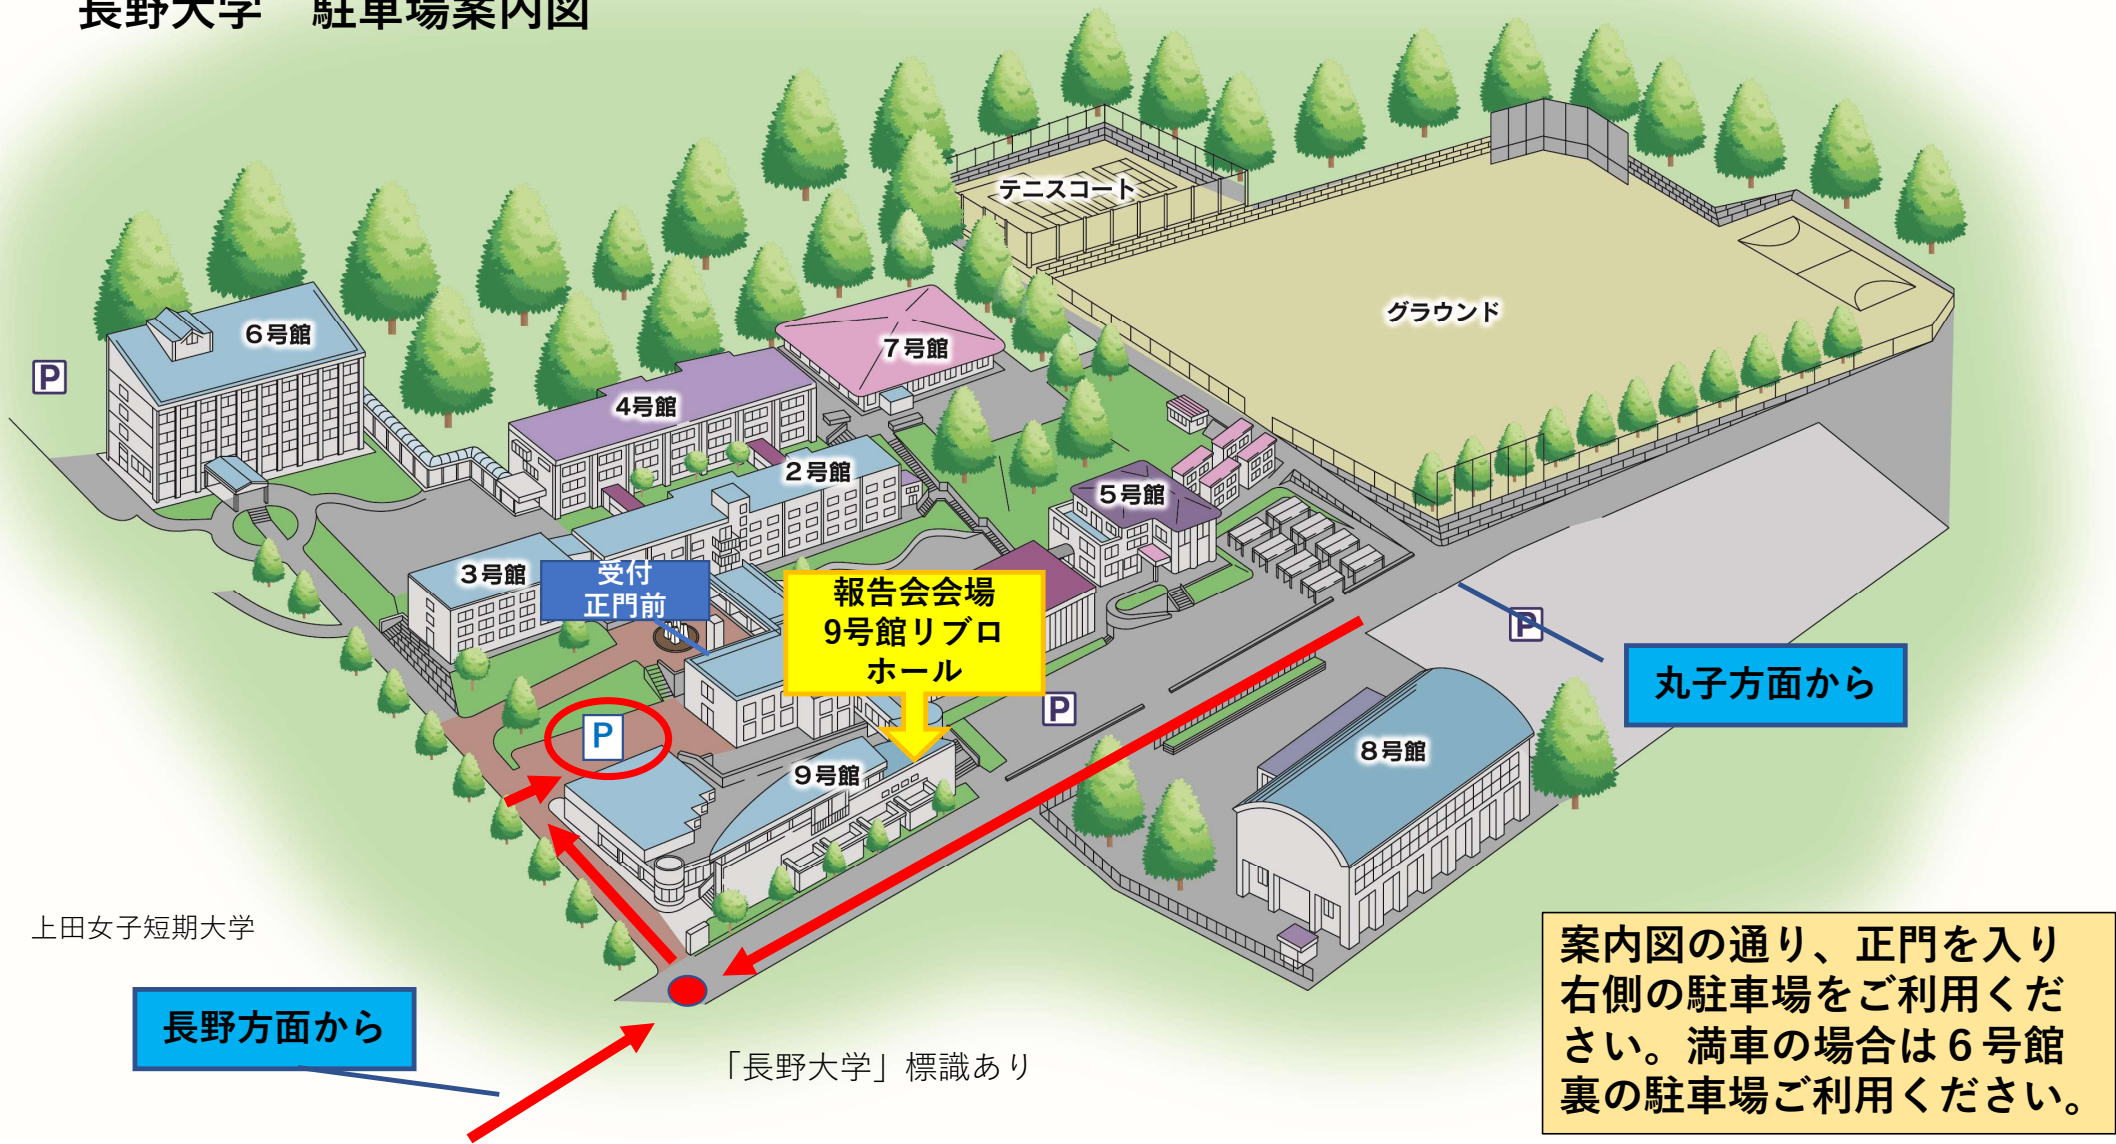 長野大学　駐車場案内図
テニスコート
グラウンド
6号館
7号館
P
4号館
2号館
5号館
3号館
受付
正門前
報告会会場
9号館リブロ
ホール
P
丸子方面から
P
P
8号館
9号館
上田女子短期大学
長野方面から
「長野大学」標識あり
案内図の通り、正門を入り
右側の駐車場をご利用くだ
さい。満車の場合は６号館
裏の駐車場ご利用ください。